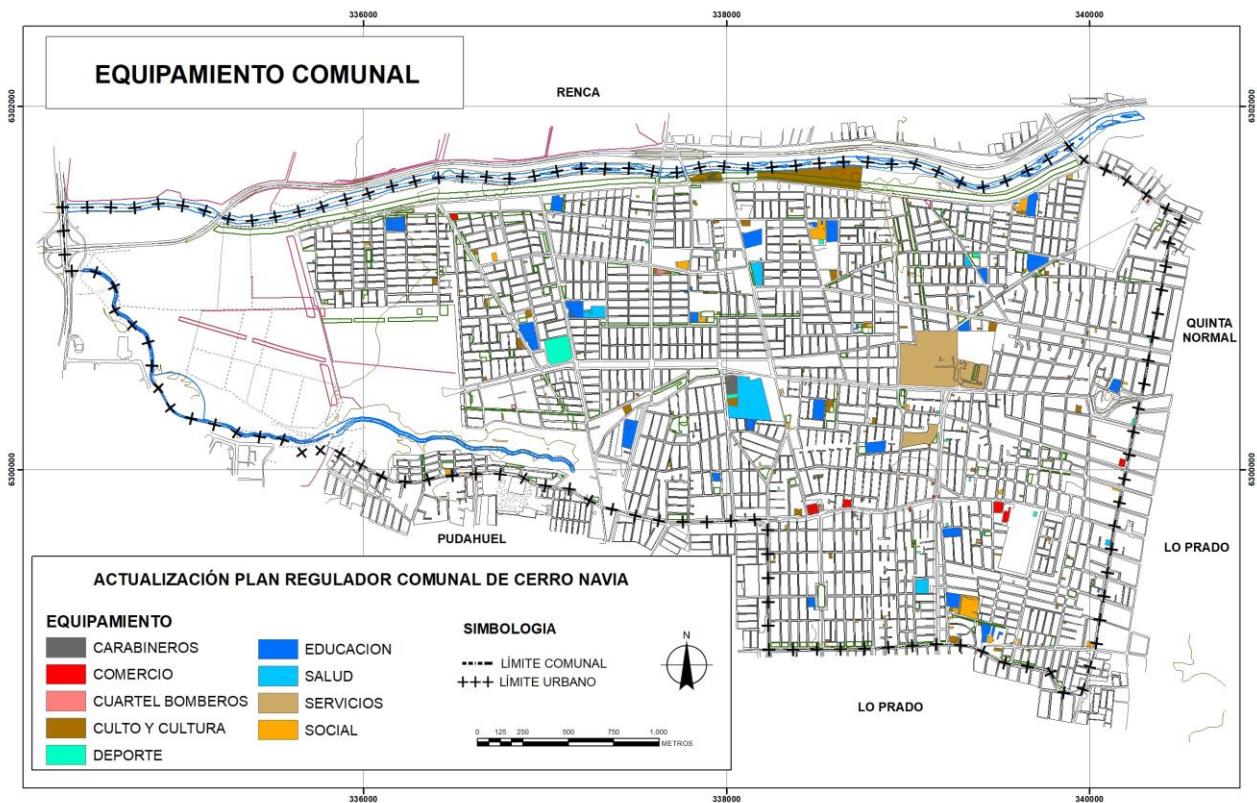 336000
338000
340000
EQUIPAMIENTO COMUNAL
RENCA
6302000
6302000
QUINTA
NORMAL
6300000
6300000
PUDAHUEL
LO PRADO
LO PRADO
ACTUALIZACIÓN PLAN REGULADOR COMUNAL DE CERRO NAVIA
EQUIPAMIENTO
CARABINEROS
COMERCIO
CUARTEL BOMBEROS
CULTO Y CULTURA
DEPORTE
EDUCACION
SALUD
SERVICIOS
SOCIAL
SIMBOLOGIA
LÍMITE COMUNAL
LÍMITE URBANO
N
0 125 250 500 750 1,000
METROS
336000
338000
340000